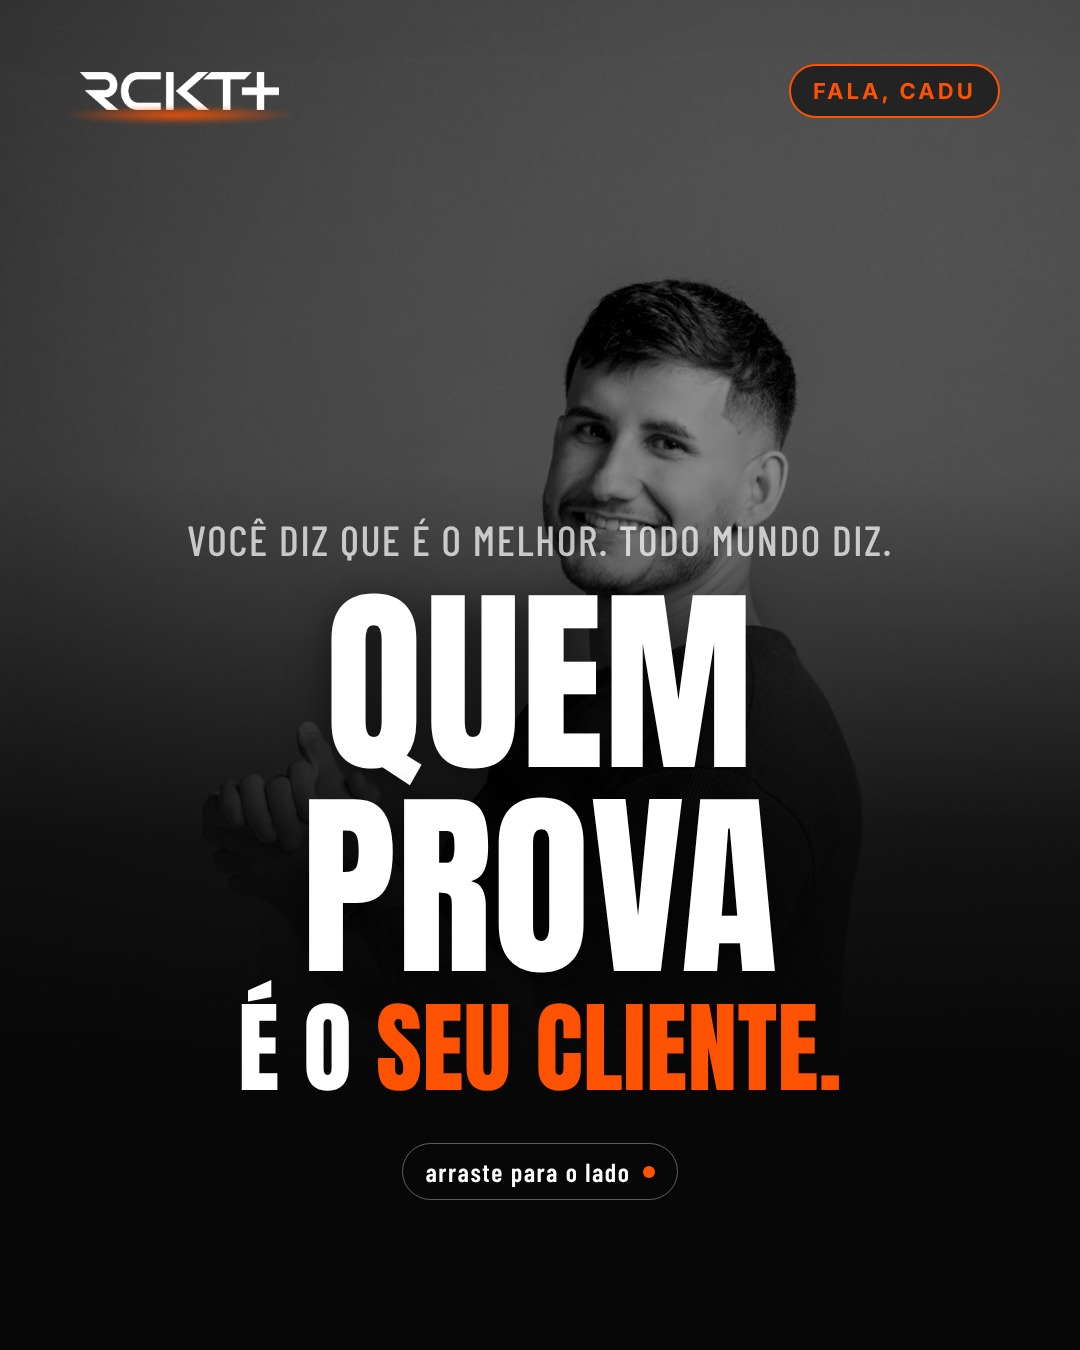 RCKT+
FALA, CADU
VOCÊ DIZ QUE É O MELHOR. TODO MUNDO DIZ.
QUEM
PROVA
É O SEU CLIENTE.
arraste para o lado